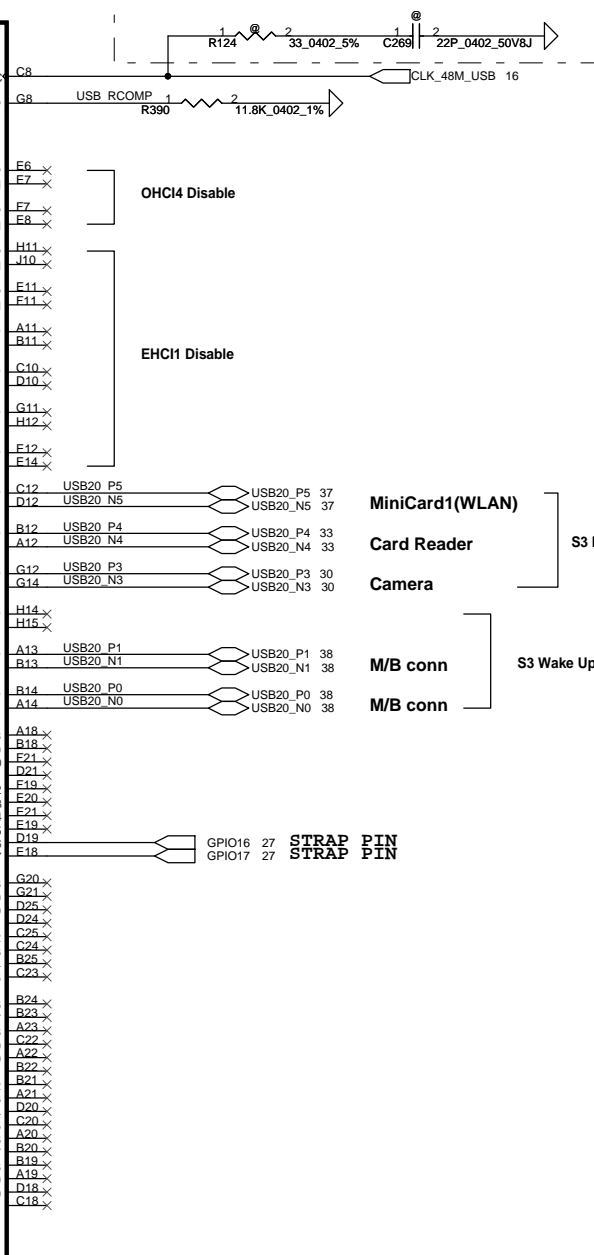 @
@
1 2 1 2
R124 33_0402_5% C269 22P_0402_50V8J
C8 CLK_48M_USB 16
G8 USB_RCOMP 1 2
R390 11.8K_0402_1%
E6
E7
OHCI4 Disable
F7
E8
H11
J10
E11
F11
A11
B11
EHCI1 Disable
C10
D10
G11
H12
E12
E14
C12 USB20_P5 USB20_P5 37
D12 USB20_N5 USB20_N5 37 MiniCard1(WLAN)
B12 USB20_P4 USB20_P4 33
A12 USB20_N4 USB20_N4 33 Card Reader
S3
G12 USB20_P3 USB20_P3 30
G14 USB20_N3 USB20_N3 30 Camera
H14
H15
A13 USB20_P1 USB20_P1 38
B13 USB20_N1 USB20_N1 38 M/B conn S3 Wake Up
B14 USB20_P0 USB20_P0 38
A14 USB20_N0 USB20_N0 38 M/B conn
A18
B18
F21
D21
F19
E20
E21
E19
D19 GPIO16 27 STRAP PIN
E18 GPIO17 27 STRAP PIN
G20
G21
D25
D24
C25
C24
B25
C23
B24
B23
A23
C22
A22
B22
B21
A21
D20
C20
A20
B20
B19
A19
D18
C18